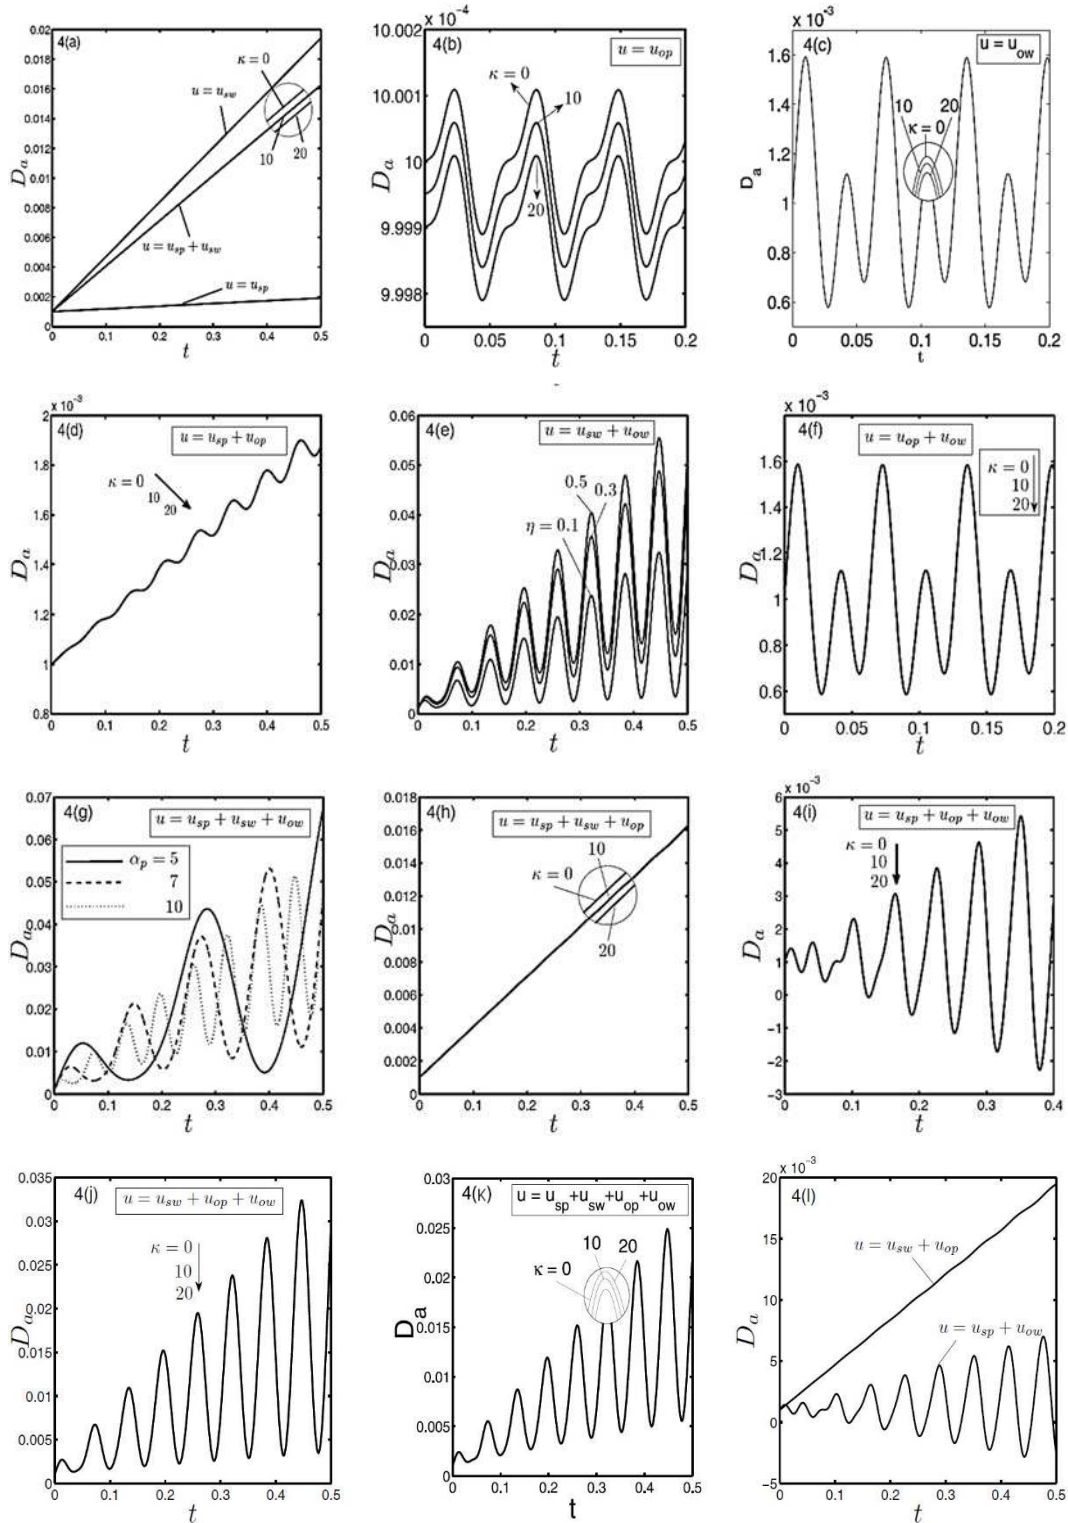 4(a)
0.02
0.018
0.016
0.014
0.012
0.01
0.008
0.006
0.004
0.002
0
κ = 0
u = u_sw
10 20
u = u_sp + u_sw
u = u_sp
D_a
0 0.1 0.2 0.3 0.4 0.5
t
x 10^-4
4(b)
u = u_op
10.002
10.001
10
9.999
9.998
κ = 0
10
20
D_a
0 0.05 0.1 0.15 0.2
t
x 10^-3
4(c)
u = u_ow
1.6
1.4
1.2
1
0.8
0.6
10 20
κ = 0
D_a
0 0.05 0.1 0.15 0.2
t
x 10^-3
4(d)
u = u_sp + u_op
2
1.8
1.6
1.4
1.2
1
0.8
κ = 0
10
20
D_a
0 0.1 0.2 0.3 0.4 0.5
t
4(e)
u = u_sw + u_ow
0.06
0.05
0.04
0.03
0.02
0.01
0
0.5 0.3
η = 0.1
D_a
0 0.1 0.2 0.3 0.4 0.5
t
x 10^-3
4(f)
u = u_op + u_ow
1.6
1.4
1.2
1
0.8
0.6
κ = 0
10
20
D_a
0 0.05 0.1 0.15 0.2
t
4(g)
u = u_sp + u_sw + u_ow
0.07
0.06
0.05
0.04
0.03
0.02
0.01
0
α_p = 5
7
10
D_a
0 0.1 0.2 0.3 0.4 0.5
t
4(h)
u = u_sp + u_sw + u_op
0.018
0.016
0.014
0.012
0.01
0.008
0.006
0.004
0.002
0
10
κ = 0
20
D_a
0 0.1 0.2 0.3 0.4 0.5
t
x 10^-3
4(i)
u = u_sp + u_op + u_ow
6
5
4
3
2
1
0
-1
-2
-3
κ = 0
10
20
D_a
0 0.1 0.2 0.3 0.4
t
4(j)
u = u_sw + u_op + u_ow
0.035
0.03
0.025
0.02
0.015
0.01
0.005
0
κ = 0
10
20
D_a
0 0.1 0.2 0.3 0.4 0.5
t
4(k)
u = u_sp+u_sw+u_op+u_ow
0.03
0.025
0.02
0.015
0.01
0.005
0
10 20
κ = 0
D_a
0 0.1 0.2 0.3 0.4 0.5
t
x 10^-3
4(l)
20
15
10
5
0
-5
u = u_sw + u_op
u = u_sp + u_ow
D_a
0 0.1 0.2 0.3 0.4 0.5
t